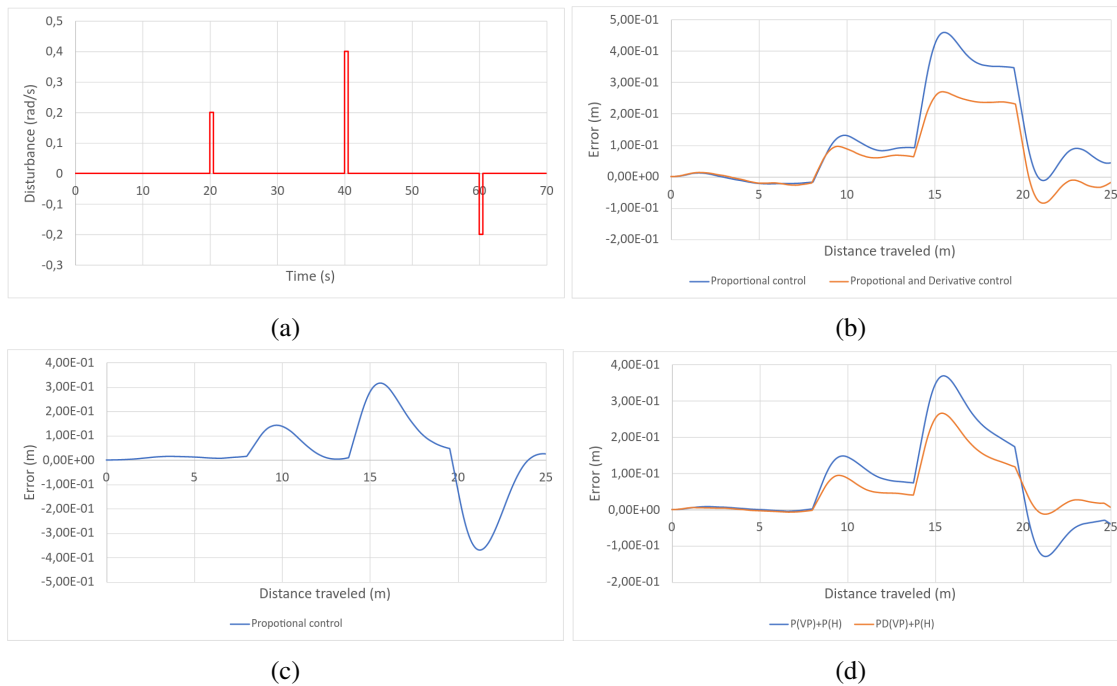 0,5
0,4
0,3
0,2
0,1
0
-0,1
-0,2
-0,3
0 10 20 30 40 50 60 70
Disturbance (rad/s)
Time (s)
(a)
5,00E-01
4,00E-01
3,00E-01
2,00E-01
1,00E-01
0,00E+00
-1,00E-01
-2,00E-01
0 5 10 15 20 25
Error (m)
Distance traveled (m)
Proportional control Propotional and Derivative control
(b)
4,00E-01
3,00E-01
2,00E-01
1,00E-01
0,00E+00
-1,00E-01
-2,00E-01
-3,00E-01
-4,00E-01
-5,00E-01
0 5 10 15 20 25
Error (m)
Distance traveled (m)
Propotional control
(c)
4,00E-01
3,00E-01
2,00E-01
1,00E-01
0,00E+00
-1,00E-01
-2,00E-01
0 5 10 15 20 25
Error (m)
Distance traveled (m)
P(VP)+P(H) PD(VP)+P(H)
(d)